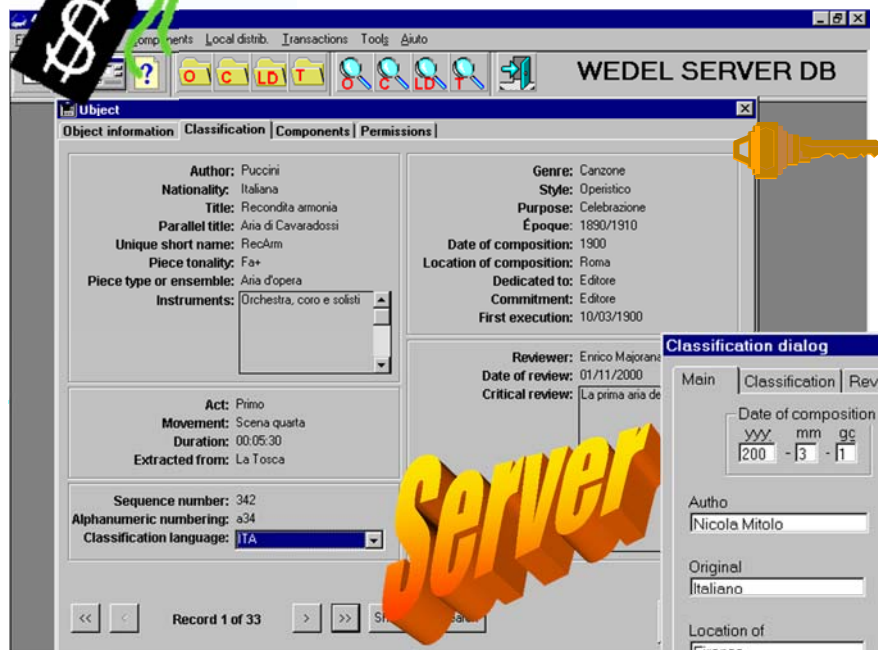 Local distrib. Transactions Tools Aiuto
O C LD T O C LD T
WEDEL SERVER DB
Object
Object information Classification Components Permissions
Author: Puccini
Nationality: Italiana
Title: Recondita armonia
Parallel title: Aria di Cavaradossi
Unique short name: RecArm
Piece tonality: Fa+
Piece type or ensemble: Aria d'opera
Instruments: Orchestra, coro e solisti
Act: Primo
Movement: Scena quarta
Duration: 00:05:30
Extracted from: La Tosca
Sequence number: 342
Alphanumeric numbering: a34
Classification language: ITA
Genre: Canzone
Style: Operistico
Purpose: Celebrazione
Époque: 1890/1910
Date of composition: 1900
Location of composition: Roma
Dedicated to: Editore
Commitment: Editore
First execution: 10/03/1900
Reviewer: Enrico Majorana
Date of review: 01/11/2000
Critical review: La prima aria de
<< < Record 1 of 33 > >>
Server
Classification dialog
Main Classification Rev
Date of composition
yyy. mm gg
200 - 3 - 1
Autho
Nicola Mitolo
Original
Italiano
Location of